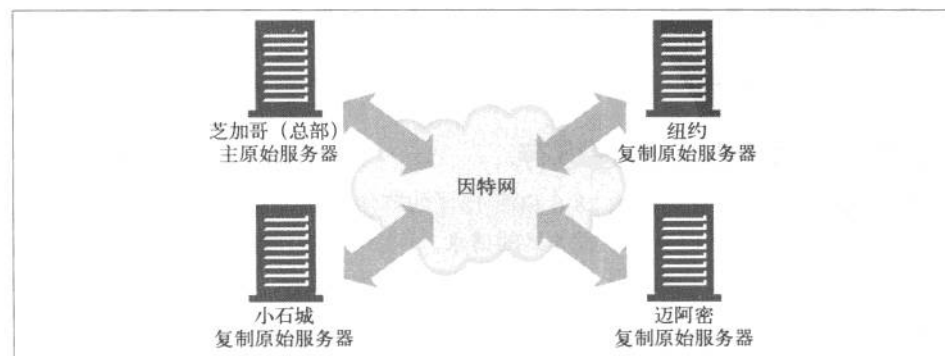 芝加哥（总部）
主原始服务器
纽约
复制原始服务器
因特网
小石城
复制原始服务器
迈阿密
复制原始服务器